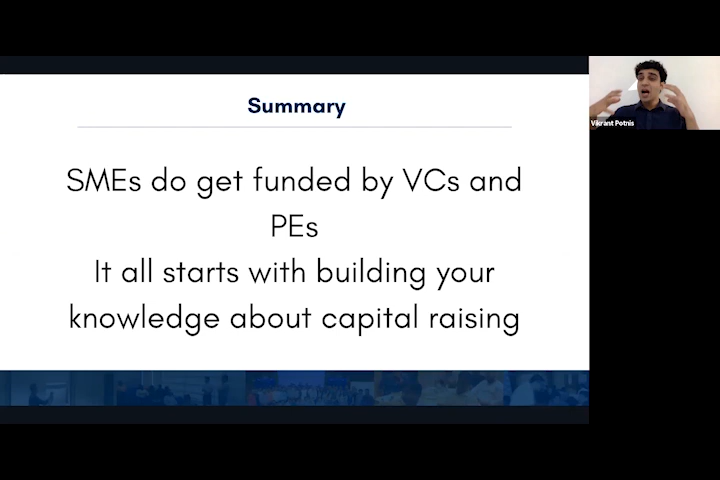 Summary
SMEs do get funded by VCs and
PEs
It all starts with building your
knowledge about capital raising
Vikrant Potnis